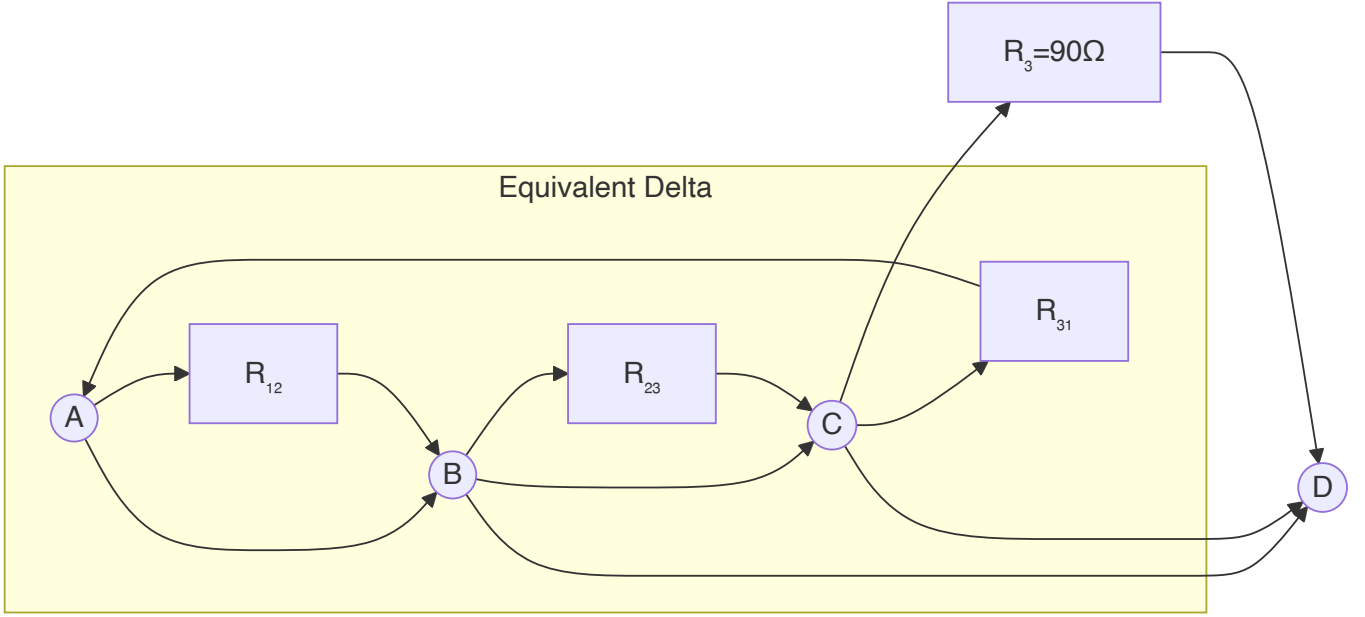 R₃=90Ω
Equivalent Delta
R₃₁
R₁₂
R₂₃
A
C
B
D